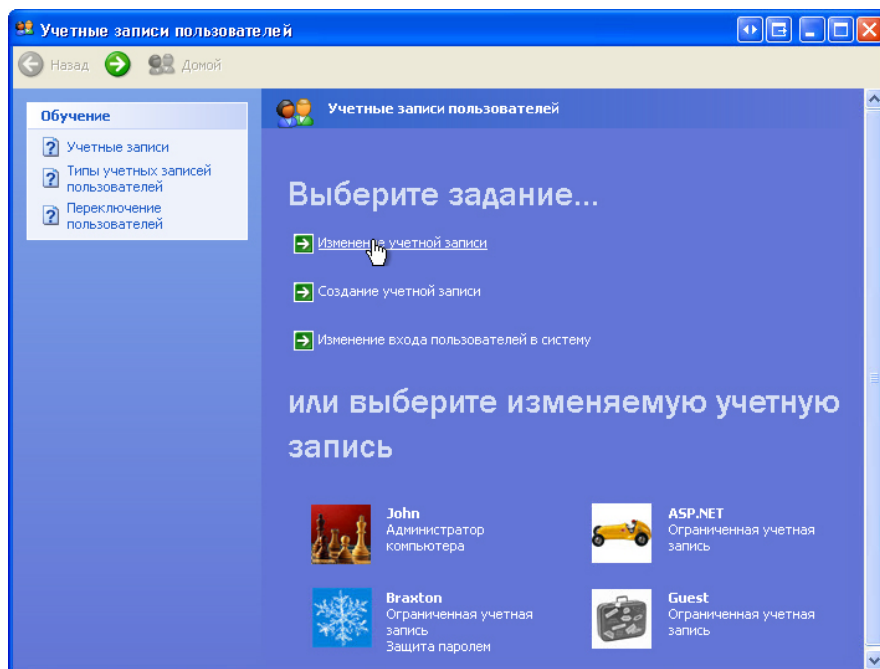 Учетные записи пользователей
Назад
Домой
Обучение
Учетные записи
Типы учетных записей
пользователей
Переключение
пользователей
Учетные записи пользователей
Выберите задание...
Изменение учетной записи
Создание учетной записи
Изменение входа пользователей в систему
или выберите изменяемую учетную
запись
John
Администратор
компьютера
ASP.NET
Ограниченная учетная
запись
Braxton
Ограниченная учетная
запись
Защита паролем
Guest
Ограниченная учетная
запись